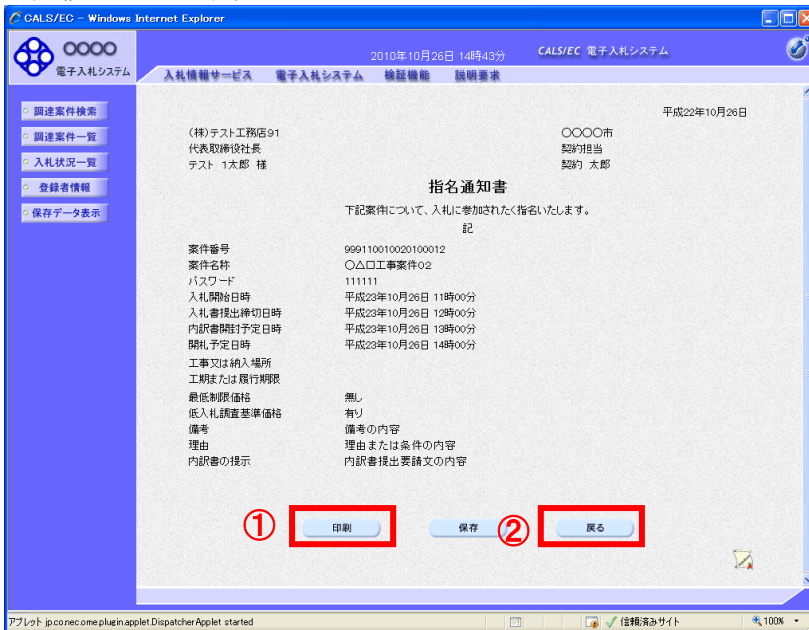 CALS/EC - Windows Internet Explorer
〇〇〇〇
電子入札システム
2010年10月26日 14時43分
CALS/EC 電子入札システム
入札情報サービス 電子入札システム 検証機能 説明要求
調達案件検索
調達案件一覧
入札状況一覧
登録者情報
保存データ表示
平成22年10月26日
(株)テスト工務店91
代表取締役社長
テスト 1太郎 様
〇〇〇〇市
契約担当
契約 太郎
指名通知書
下記案件について、入札に参加されたく指名いたします。
記
案件番号 999110010020100012
案件名称 〇△口工事案件02
パスワード 111111
入札開始日時 平成23年10月26日 11時00分
入札書提出締切日時 平成23年10月26日 12時00分
内訳書開封予定日時 平成23年10月26日 13時00分
開札予定日時 平成23年10月26日 14時00分
工事又は納入場所
工期または履行期限
最低制限価格 無し
低入札調査基準価格 有り
備考 備考の内容
理由 理由または条件の内容
内訳書の提示 内訳書提出要請文の内容
① 印刷 保存 ② 戻る
アプレット jp.co.nec.ome.plugin.applet.DispatcherApplet started
信頼済みサイト
100%